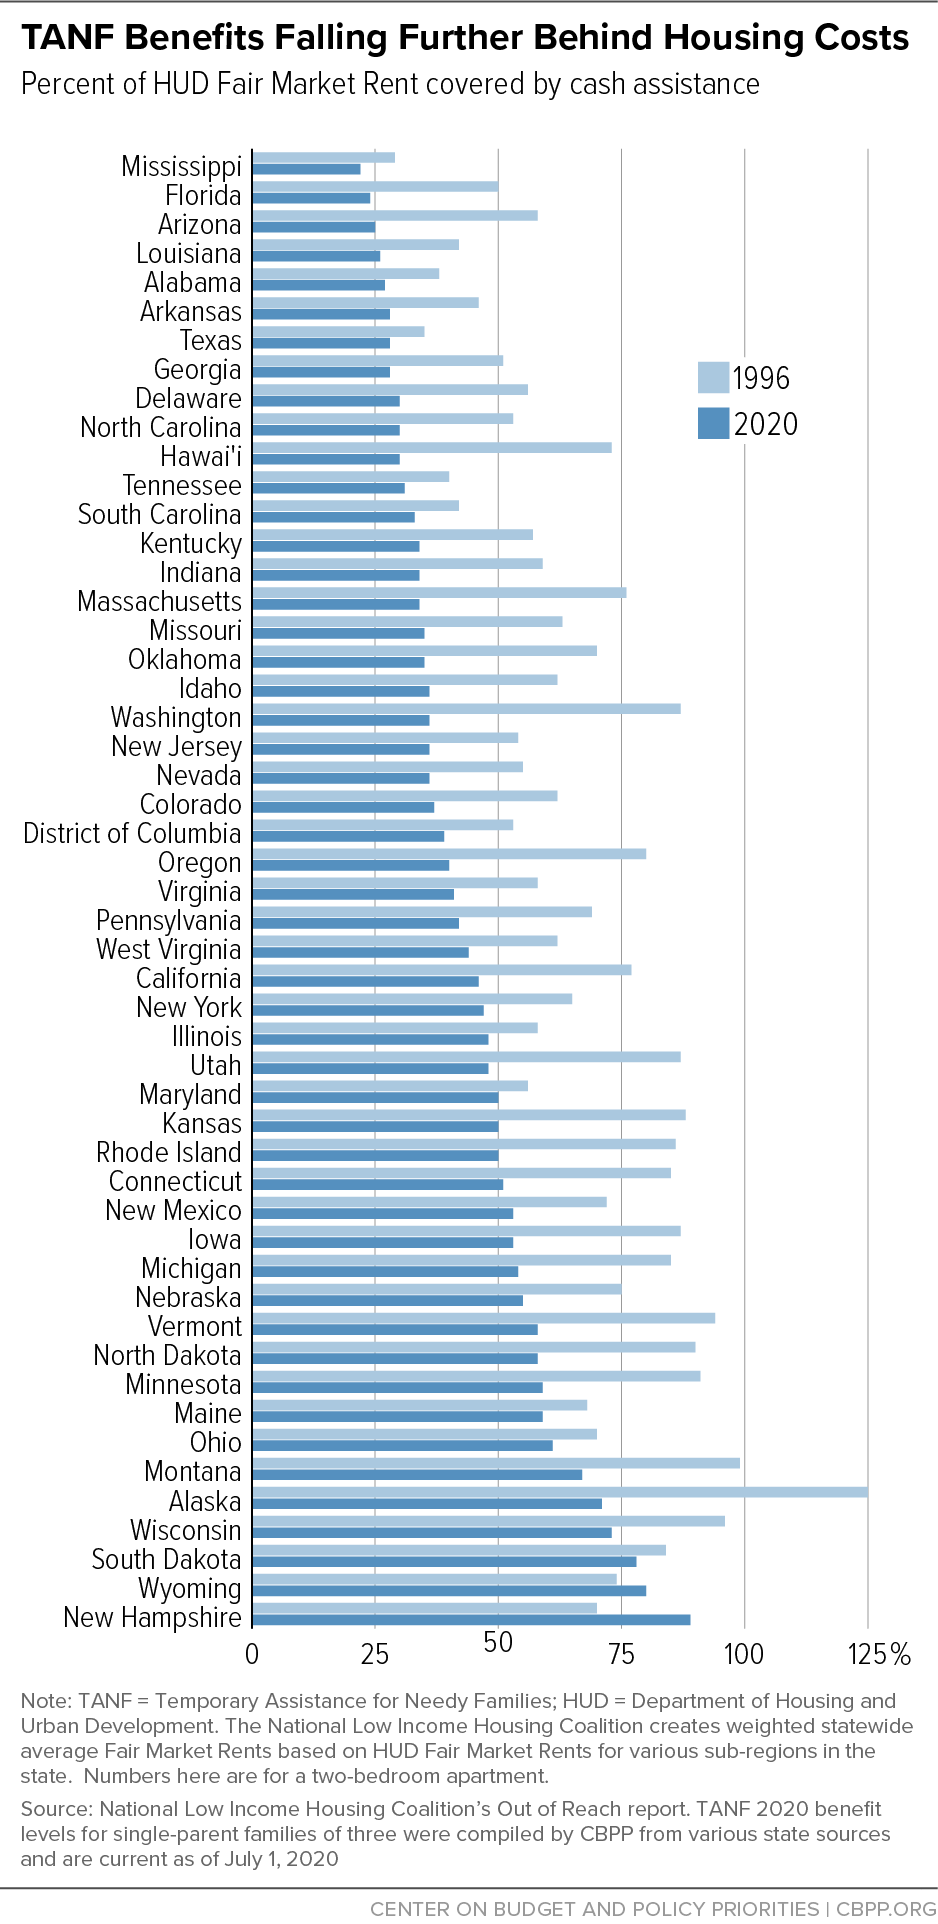 TANF Benefits Falling Further Behind Housing Costs
Percent of HUD Fair Market Rent covered by cash assistance
Mississippi
Florida
Arizona
Louisiana
Alabama
Arkansas
Texas
Georgia
Delaware
North Carolina
Hawai'i
Tennessee
South Carolina
Kentucky
Indiana
Massachusetts
Missouri
Oklahoma
Idaho
Washington
New Jersey
Nevada
Colorado
District of Columbia
Oregon
Virginia
Pennsylvania
West Virginia
California
New York
Illinois
Utah
Maryland
Kansas
Rhode Island
Connecticut
New Mexico
Iowa
Michigan
Nebraska
Vermont
North Dakota
Minnesota
Maine
Ohio
Montana
Alaska
Wisconsin
South Dakota
Wyoming
New Hampshire
1996
2020
0 25 50 75 100 125%
Note: TANF = Temporary Assistance for Needy Families; HUD = Department of Housing and
Urban Development. The National Low Income Housing Coalition creates weighted statewide
average Fair Market Rents based on HUD Fair Market Rents for various sub-regions in the
state.  Numbers here are for a two-bedroom apartment.
Source: National Low Income Housing Coalition’s Out of Reach report. TANF 2020 benefit
levels for single-parent families of three were compiled by CBPP from various state sources
and are current as of July 1, 2020
CENTER ON BUDGET AND POLICY PRIORITIES | CBPP.ORG